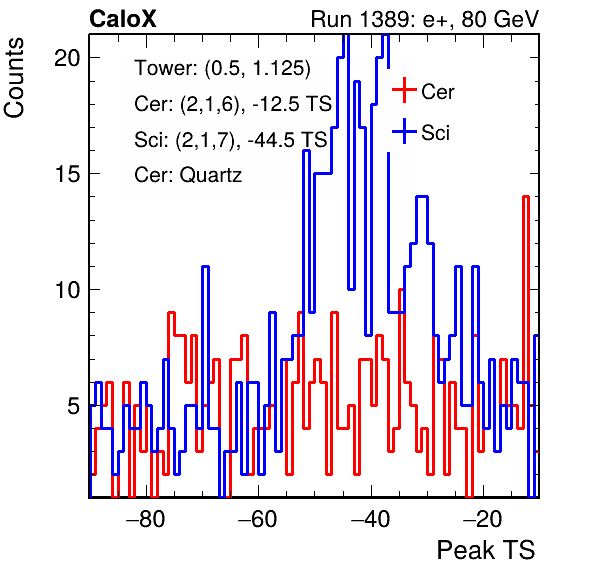 CaloX Run 1389: e+, 80 GeV
Counts
20
15
10
5
Tower: (0.5, 1.125)
Cer: (2,1,6), -12.5 TS
Sci: (2,1,7), -44.5 TS
Cer: Quartz
Cer
Sci
−80 −60 −40 −20
Peak TS